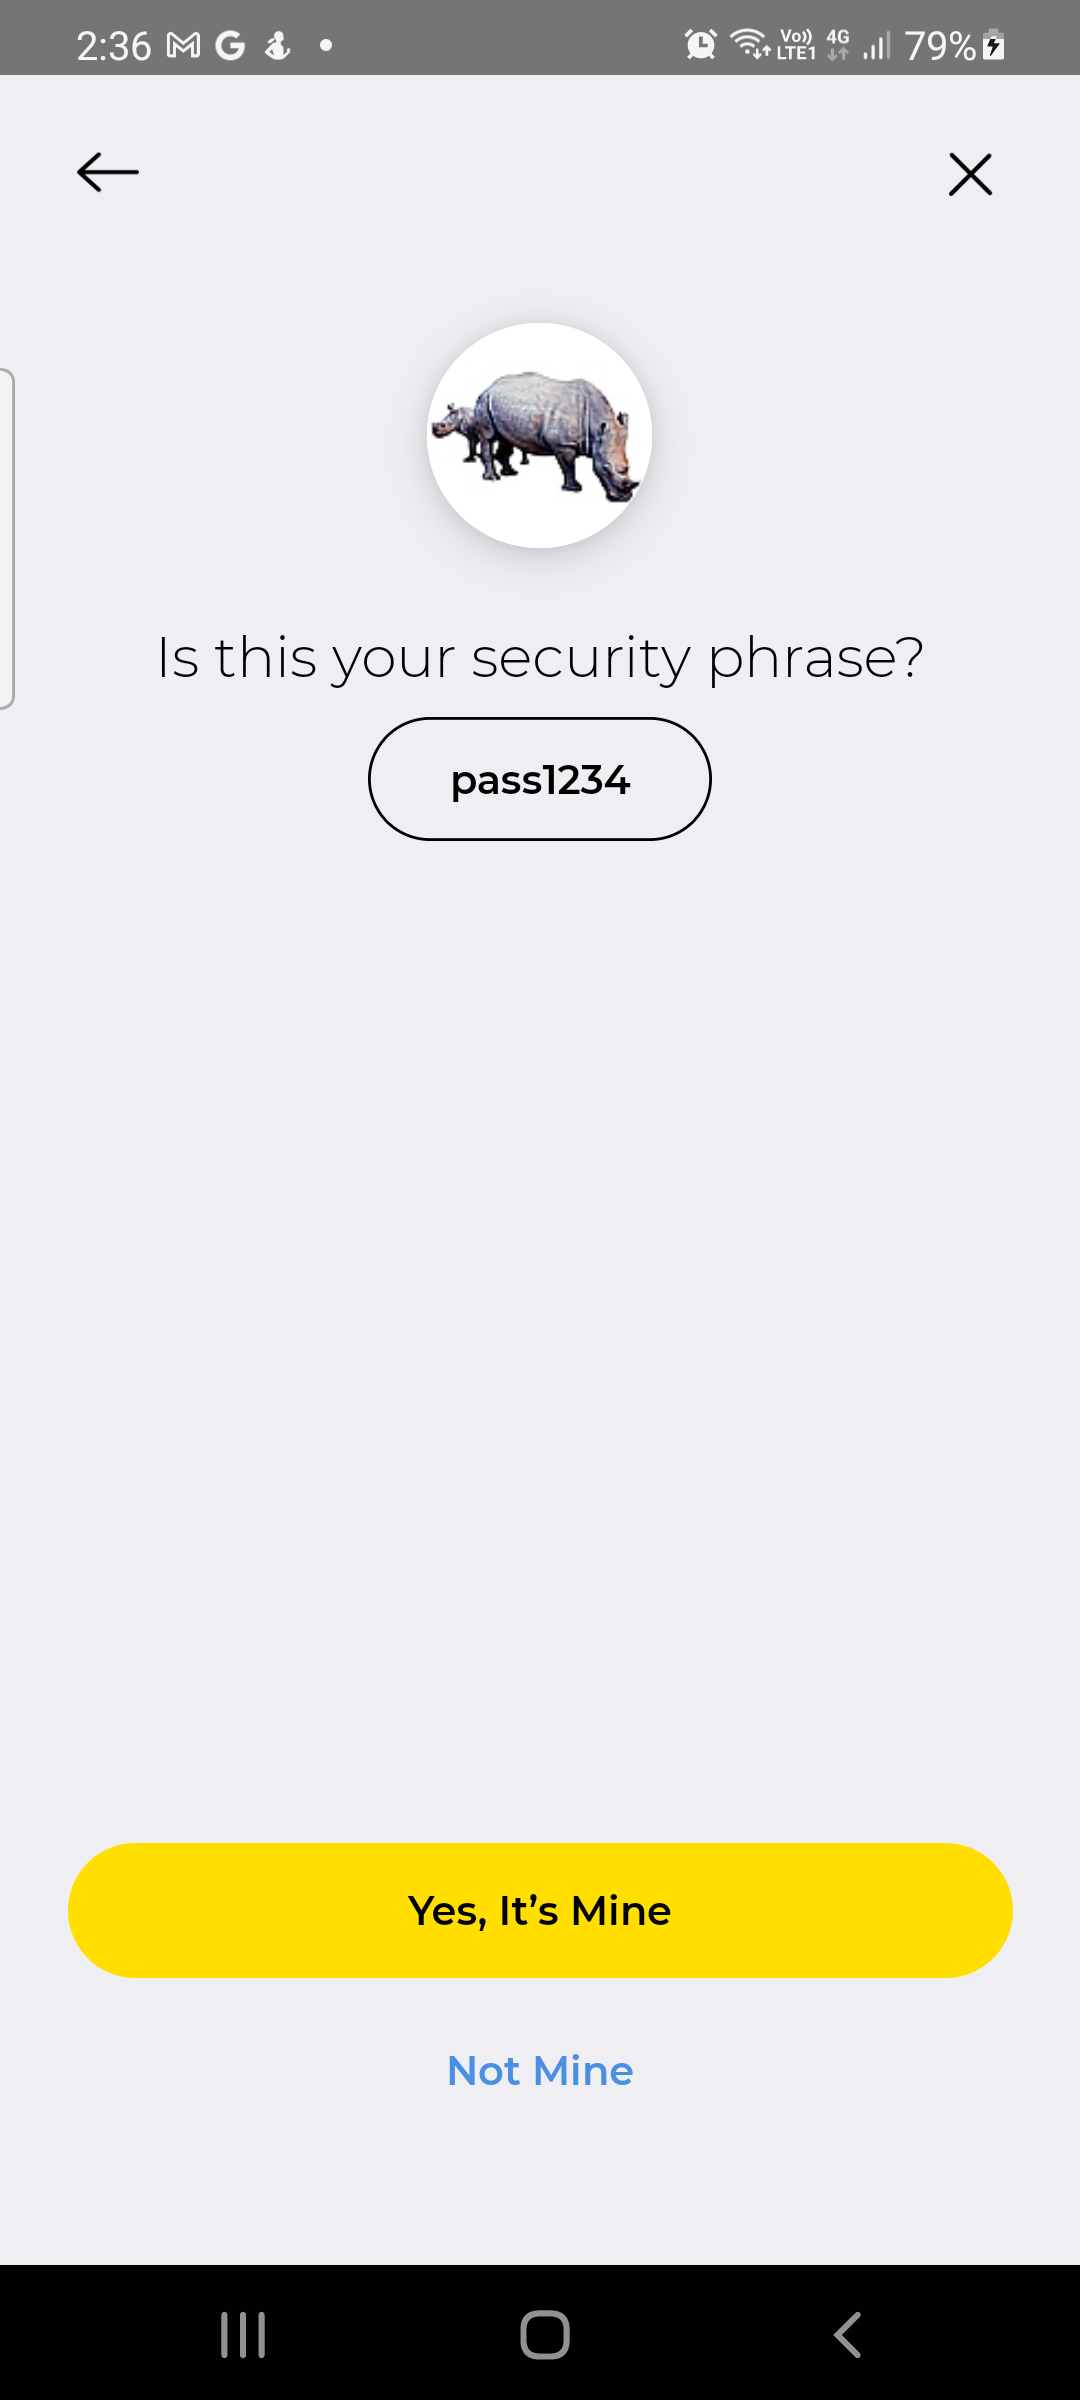 2:36 Vo)) LTE1 4G 79%
Is this your security phrase?
pass1234
Yes, It’s Mine
Not Mine